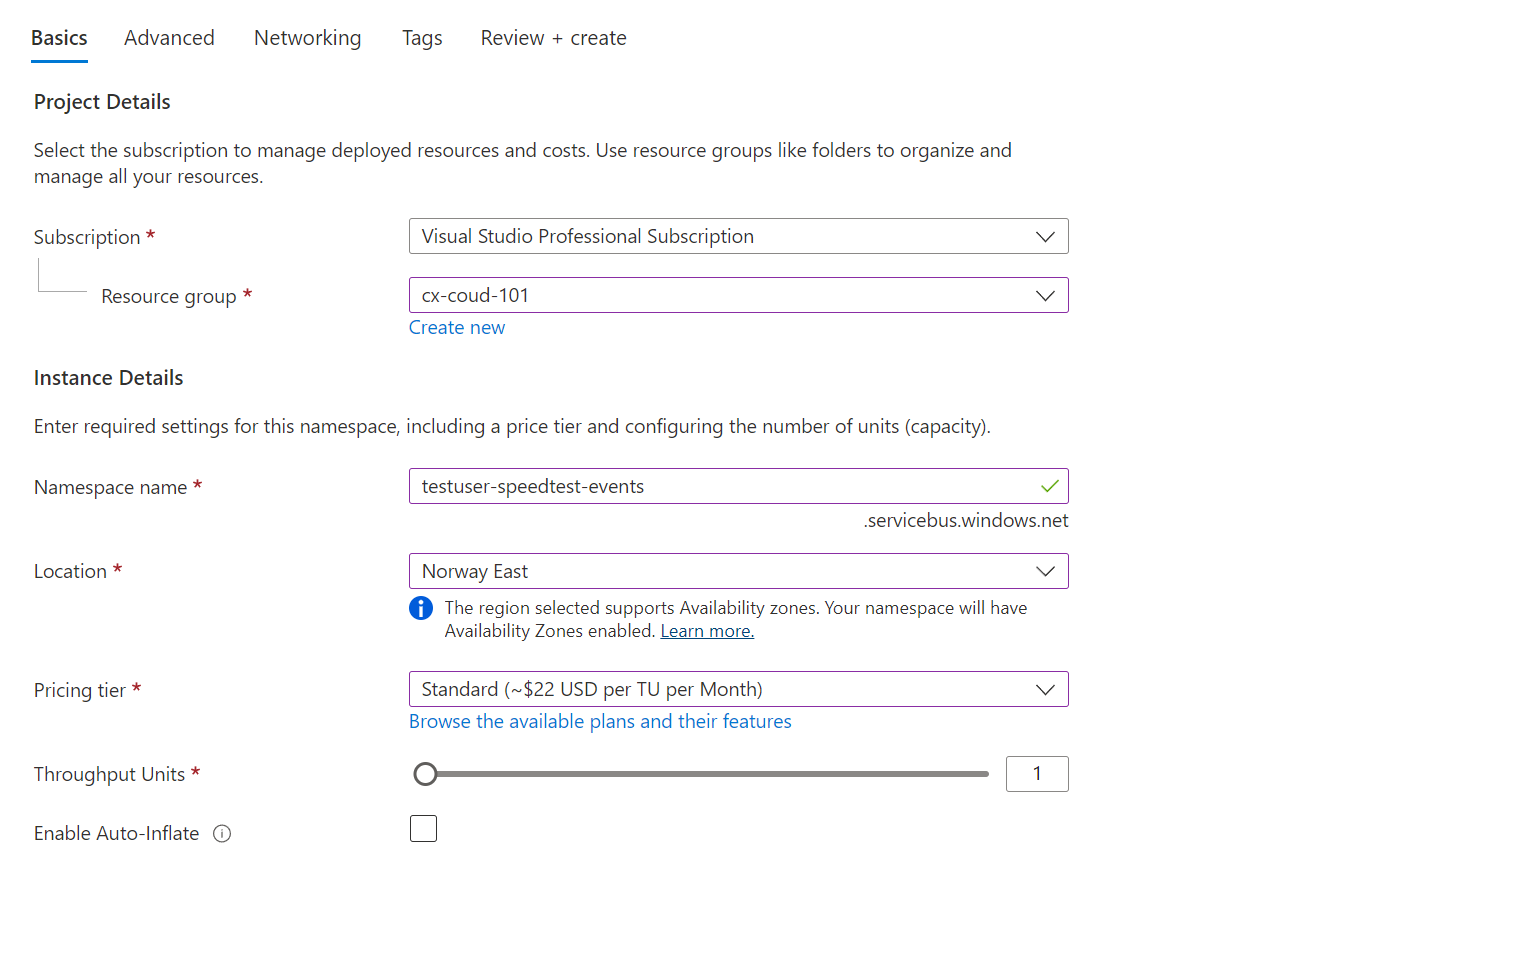 Basics Advanced Networking Tags Review + create
Project Details
Select the subscription to manage deployed resources and costs. Use resource groups like folders to organize and
manage all your resources.
Subscription * Visual Studio Professional Subscription
Resource group * cx-coud-101
Create new
Instance Details
Enter required settings for this namespace, including a price tier and configuring the number of units (capacity).
Namespace name * testuser-speedtest-events
.servicebus.windows.net
Location * Norway East
The region selected supports Availability zones. Your namespace will have
Availability Zones enabled. Learn more.
Pricing tier * Standard (~$22 USD per TU per Month)
Browse the available plans and their features
Throughput Units * 1
Enable Auto-Inflate